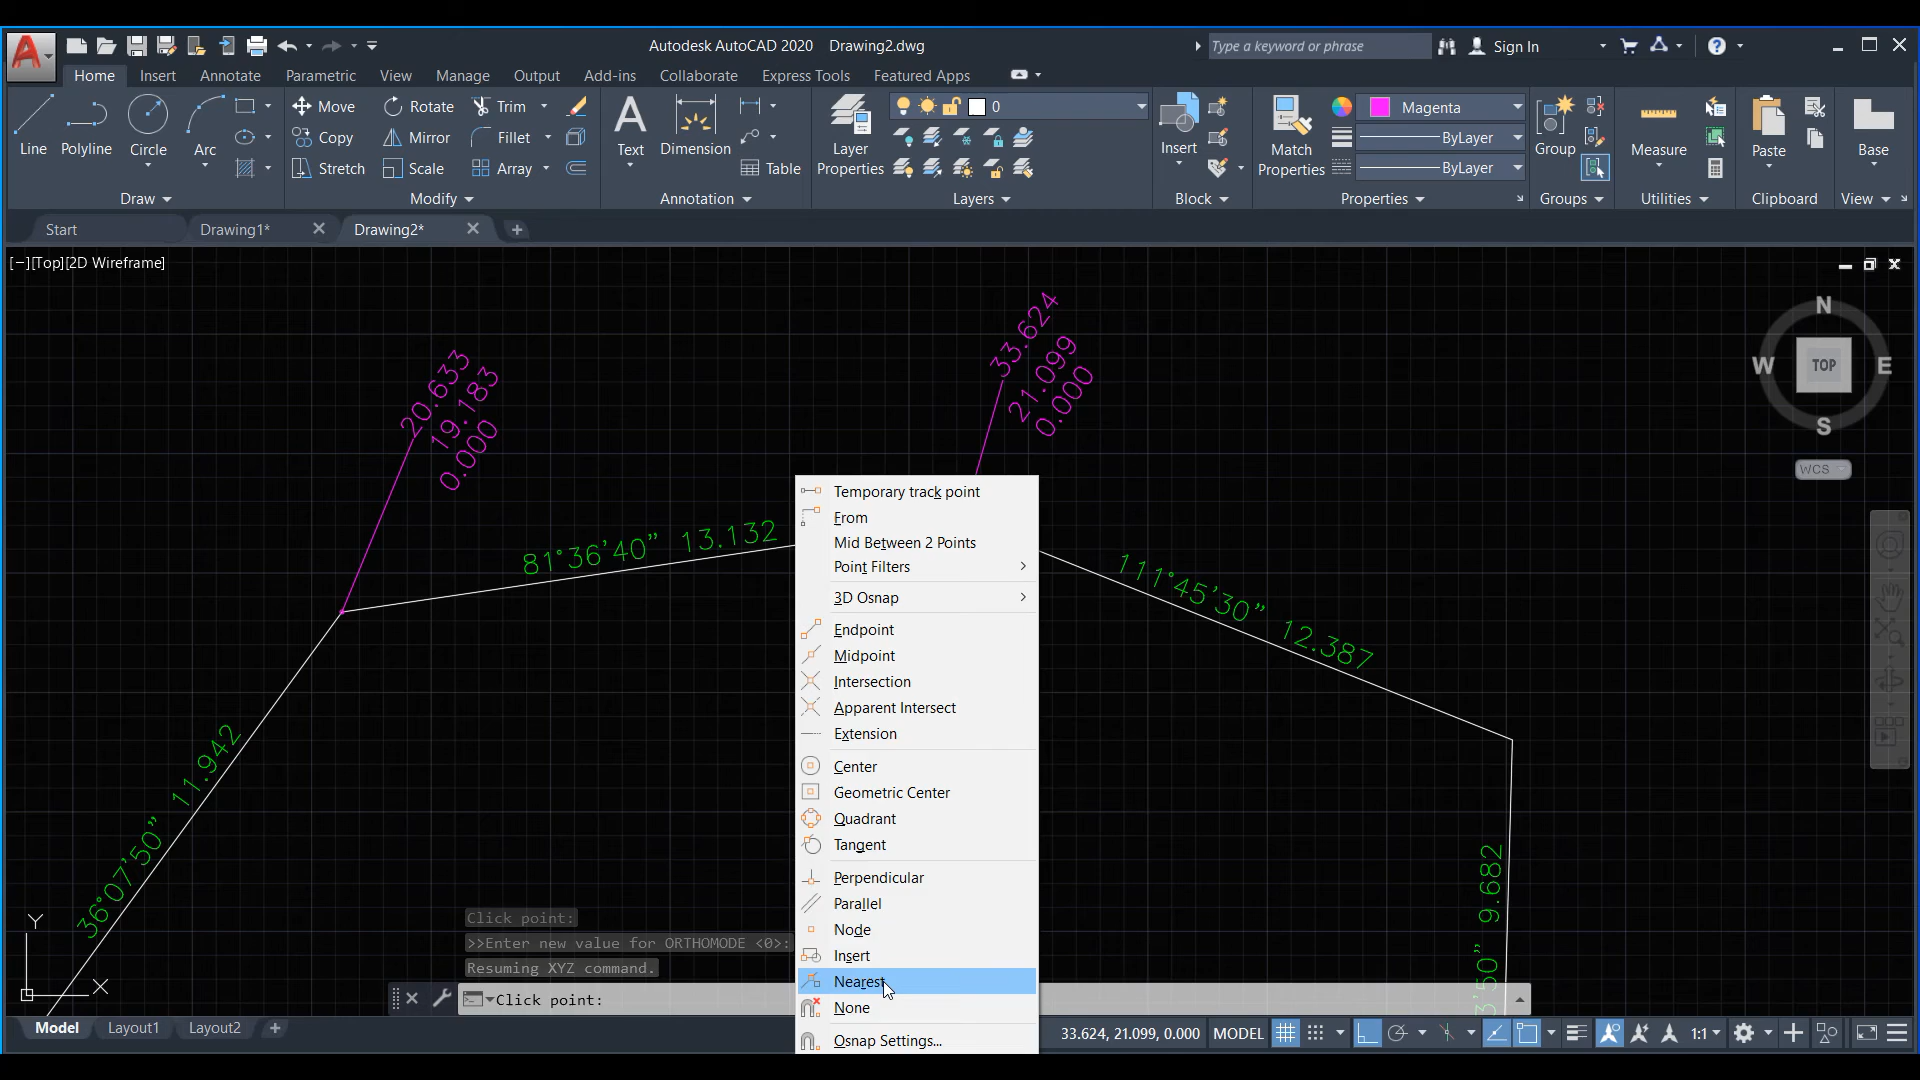 Autodesk AutoCAD 2020 Drawing2.dwg
Type a keyword or phrase
Sign In
Home Insert Annotate Parametric View Manage Output Add-ins Collaborate Express Tools Featured Apps
Line Polyline Circle Arc
Draw
Move Rotate Trim
Copy Mirror Fillet
Stretch Scale Array
Modify
Text Dimension Table
Annotation
Layer Properties
0
Layers
Insert
Block
Match Properties
Magenta
ByLayer
ByLayer
Properties
Group
Groups
Measure
Utilities
Paste
Clipboard
Base
View
Start Drawing1* Drawing2*
[−][Top][2D Wireframe]
N
W TOP E
S
WCS
20.633
19.183
0.000
33.624
21.099
0.000
81°36'40" 13.132
111°45'30" 12.387
36°07'50" 11.942
9.682
3'50"
Temporary track point
From
Mid Between 2 Points
Point Filters
3D Osnap
Endpoint
Midpoint
Intersection
Apparent Intersect
Extension
Center
Geometric Center
Quadrant
Tangent
Perpendicular
Parallel
Node
Insert
Nearest
None
Osnap Settings...
Y
X
Click point:
>>Enter new value for ORTHOMODE <0>:
Resuming XYZ command.
Click point:
Model Layout1 Layout2
33.624, 21.099, 0.000 MODEL
1:1